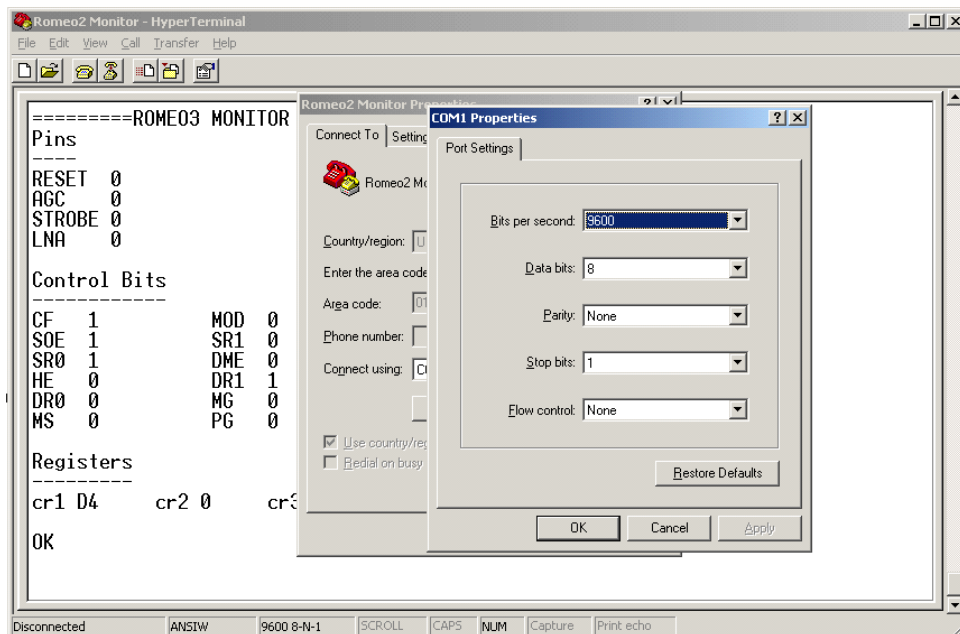 Romeo2 Monitor - HyperTerminal
File Edit View Call Transfer Help
=========ROMEO3 MONITOR
Pins
----
RESET 0
AGC 0
STROBE 0
LNA 0
Control Bits
-------------
CF 1 MOD 0
SOE 1 SR1 0
SR0 1 DME 0
HE 0 DR1 1
DR0 0 MG 0
MS 0 PG 0
Registers
---------
cr1 D4 cr2 0 cr3
OK
Romeo2 Monitor Properties
Connect To
Romeo2
Country/region:
Enter the area code
Area code:
Phone number:
Connect using:
Use
Redial on busy
COM1 Properties
Port Settings
Bits per second: 9600
Data bits: 8
Parity: None
Stop bits: 1
Flow control: None
Restore Defaults
OK Cancel Apply
Disconnected ANSIW 9600 8-N-1 SCROLL CAPS NUM Capture Print echo